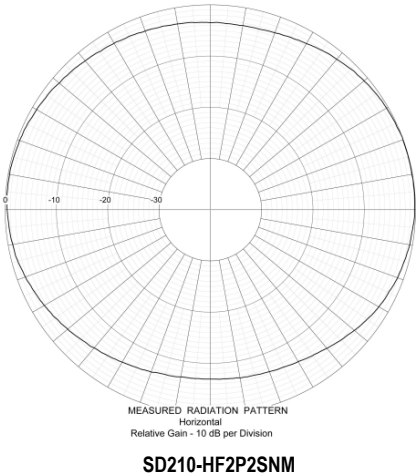 0 -10 -20 -30
MEASURED RADIATION PATTERN
Horizontal
Relative Gain - 10 dB per Division
SD210-HF2P2SNM